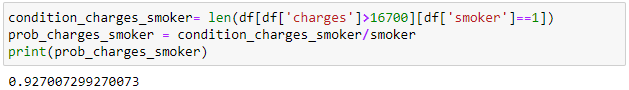 condition_charges_smoker= len(df[df['charges']>16700][df['smoker']==1])
prob_charges_smoker = condition_charges_smoker/smoker
print(prob_charges_smoker)
0.927007299270073